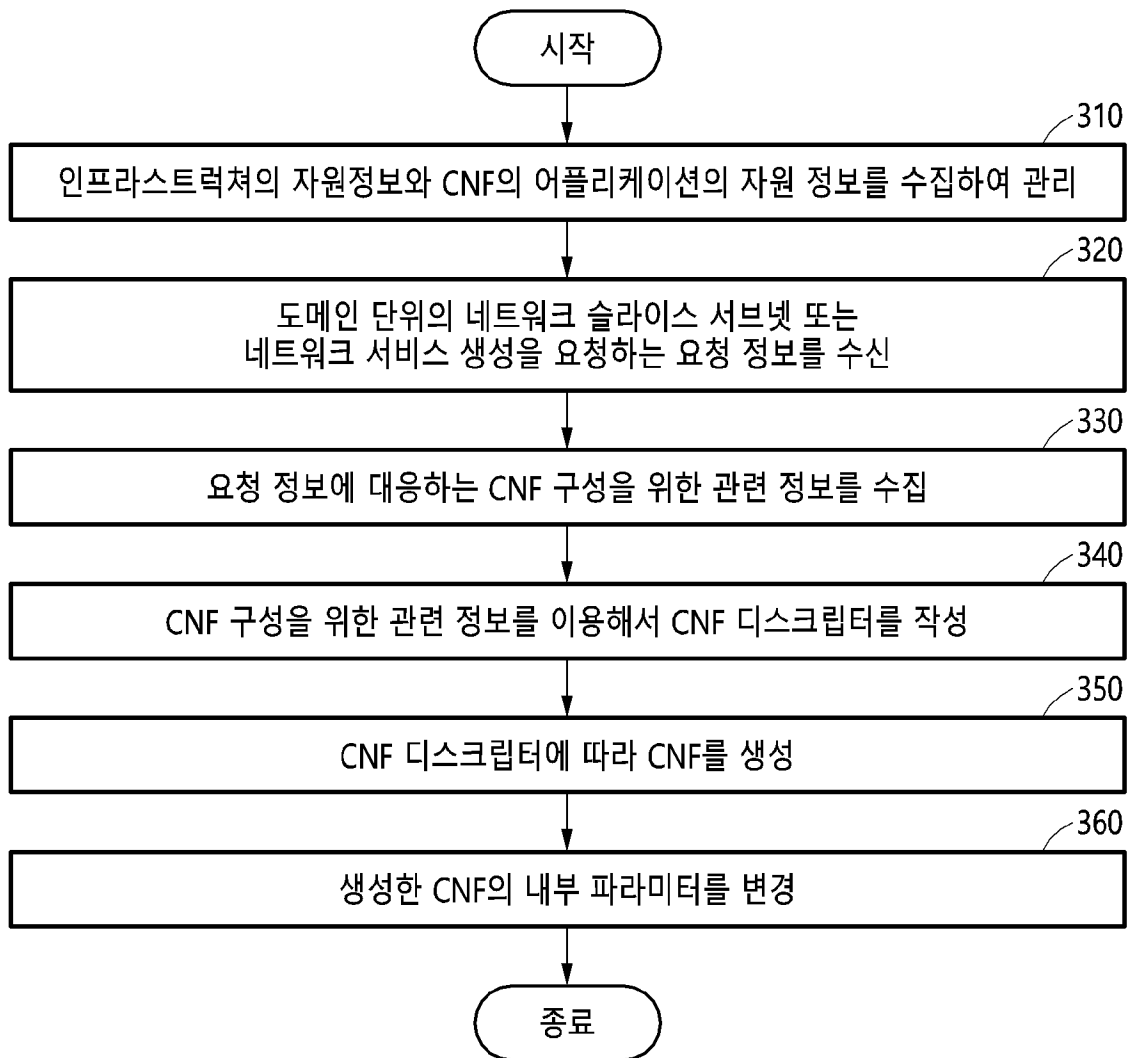 시작
310
인프라스트럭쳐의 자원정보와 CNF의 어플리케이션의 자원 정보를 수집하여 관리
320
도메인 단위의 네트워크 슬라이스 서브넷 또는
네트워크 서비스 생성을 요청하는 요청 정보를 수신
330
요청 정보에 대응하는 CNF 구성을 위한 관련 정보를 수집
340
CNF 구성을 위한 관련 정보를 이용해서 CNF 디스크립터를 작성
350
CNF 디스크립터에 따라 CNF를 생성
360
생성한 CNF의 내부 파라미터를 변경
종료